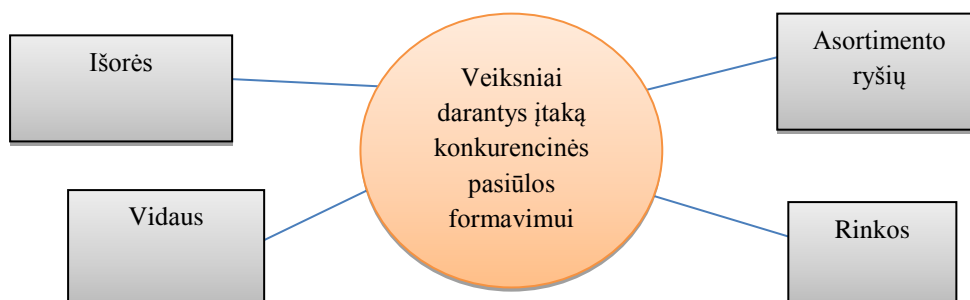 Išorės
Veiksniai
darantys įtaką
konkurencinės
pasiūlos
formavimui
Asortimento
ryšių
Vidaus
Rinkos